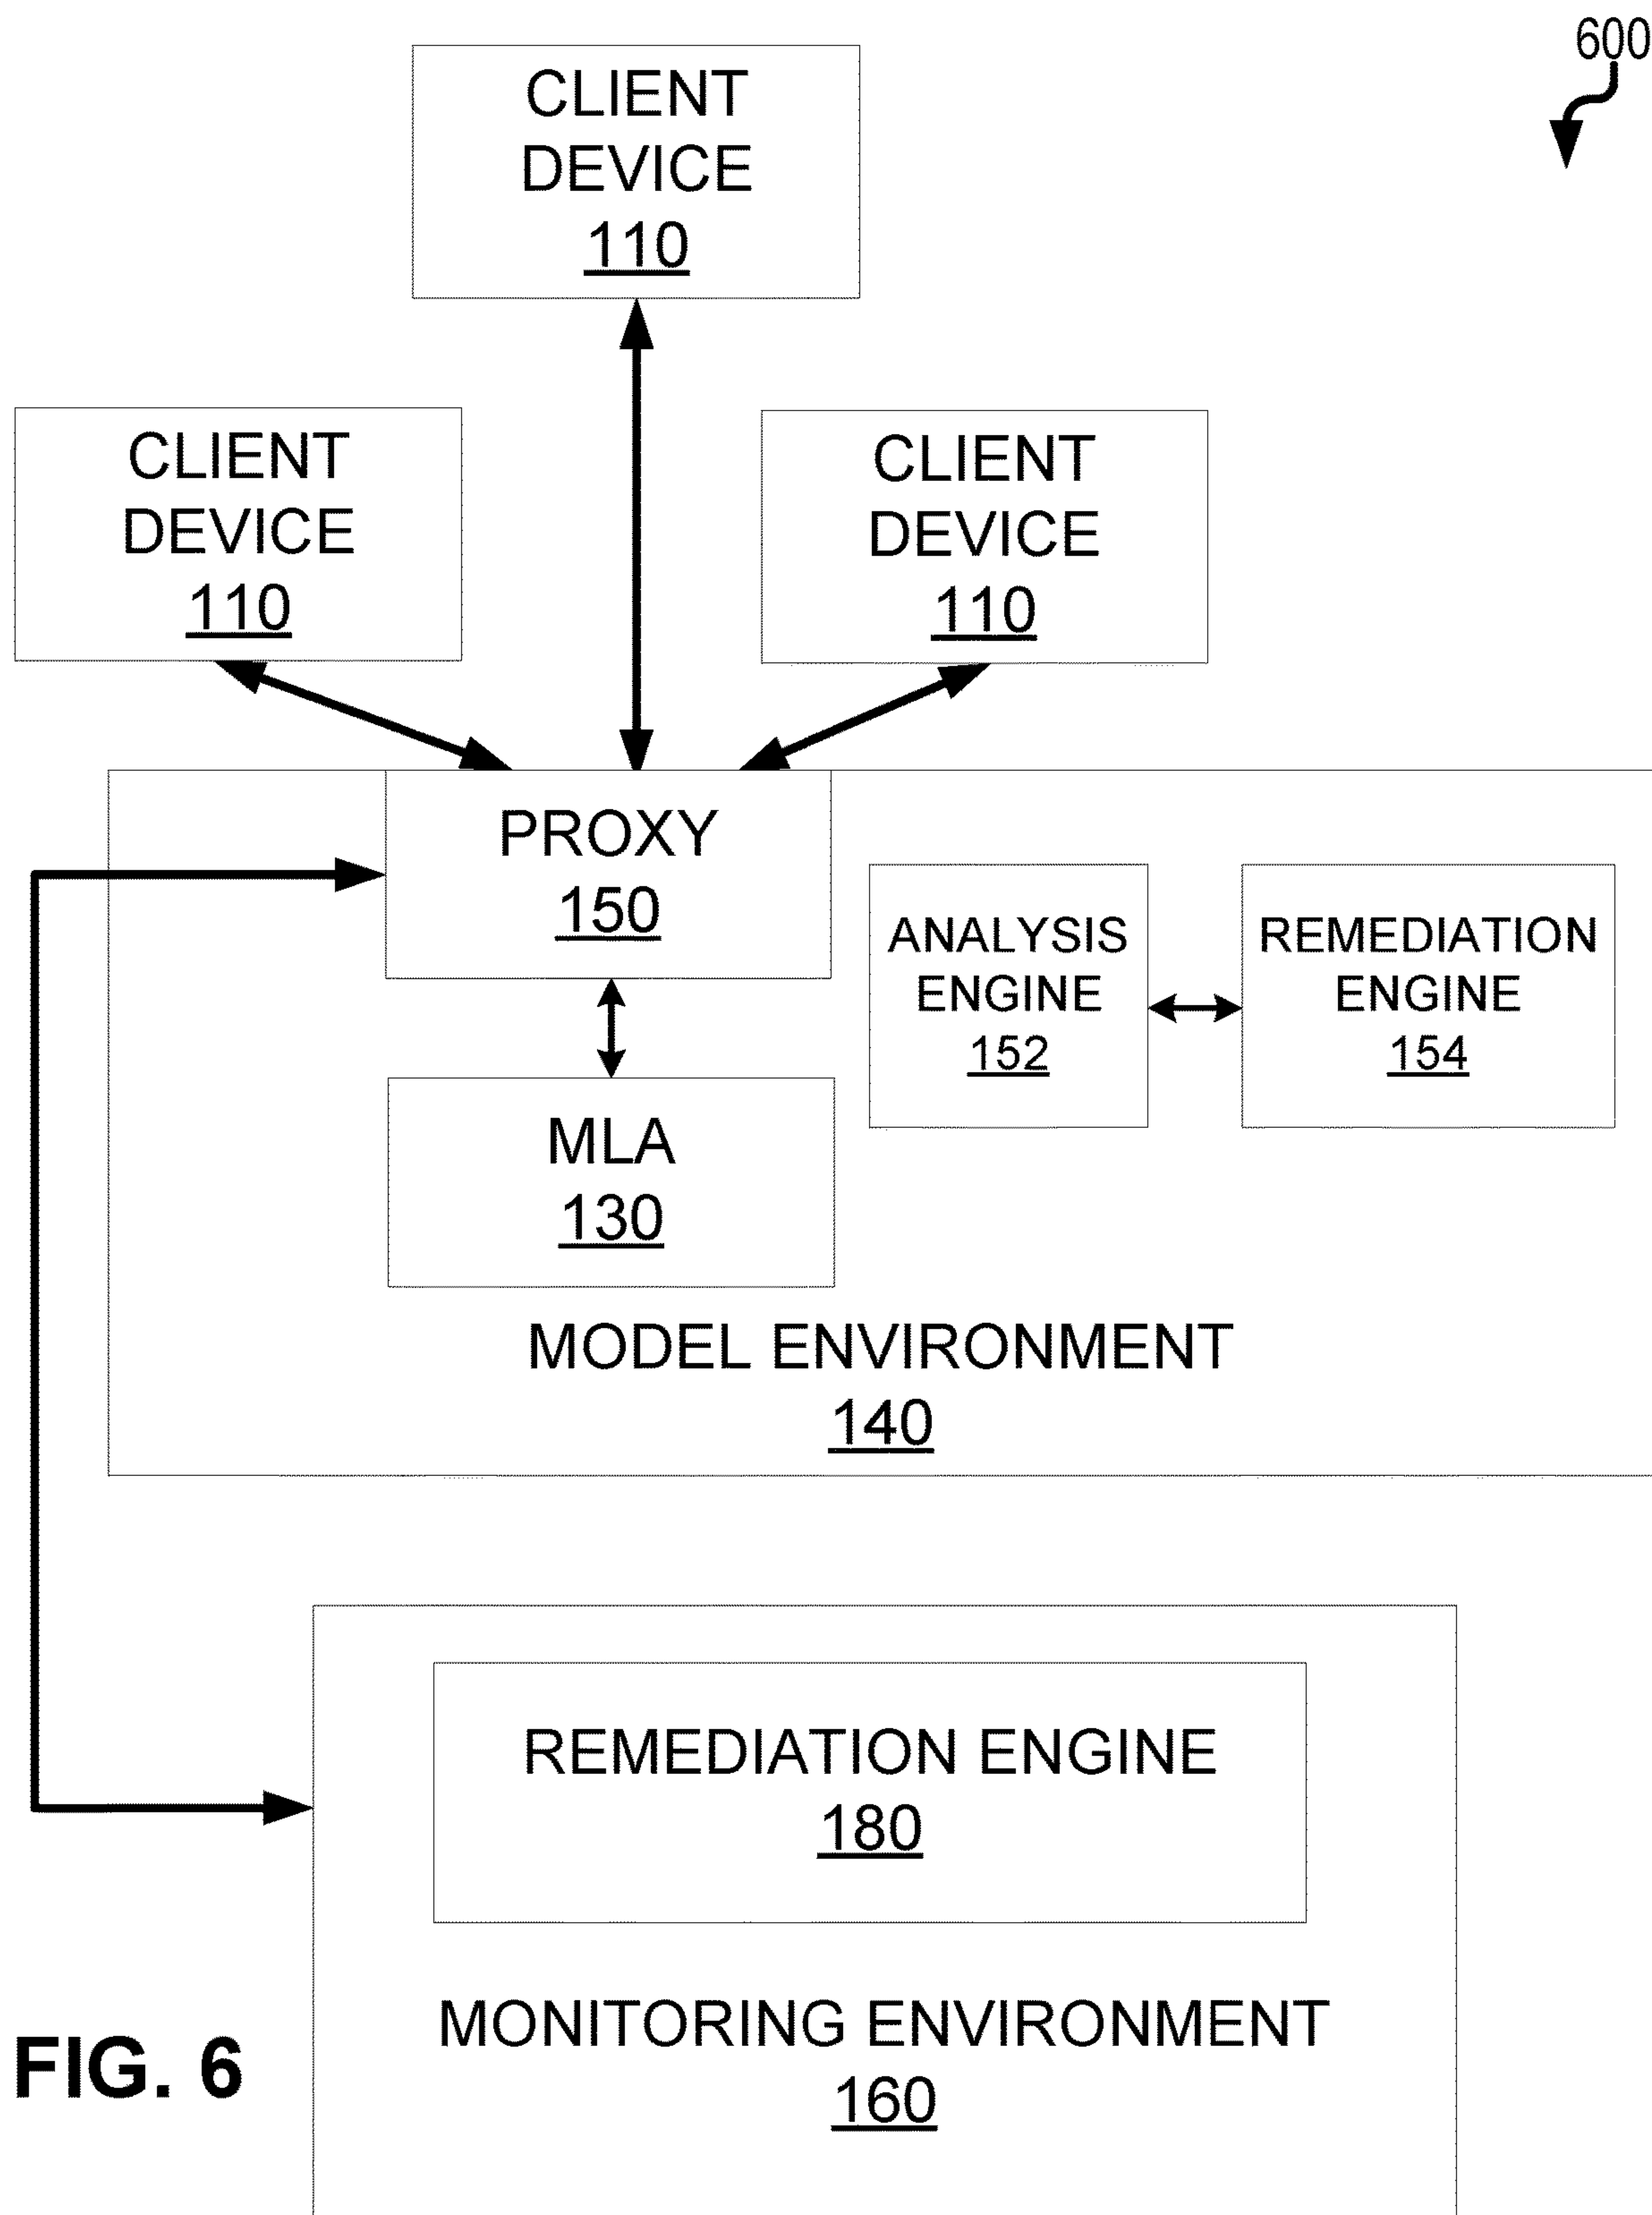 600
CLIENT
DEVICE
110
CLIENT
DEVICE
110
CLIENT
DEVICE
110
PROXY
150
ANALYSIS
ENGINE
152
REMEDIATION
ENGINE
154
MLA
130
MODEL ENVIRONMENT
140
REMEDIATION ENGINE
180
MONITORING ENVIRONMENT
160
FIG. 6